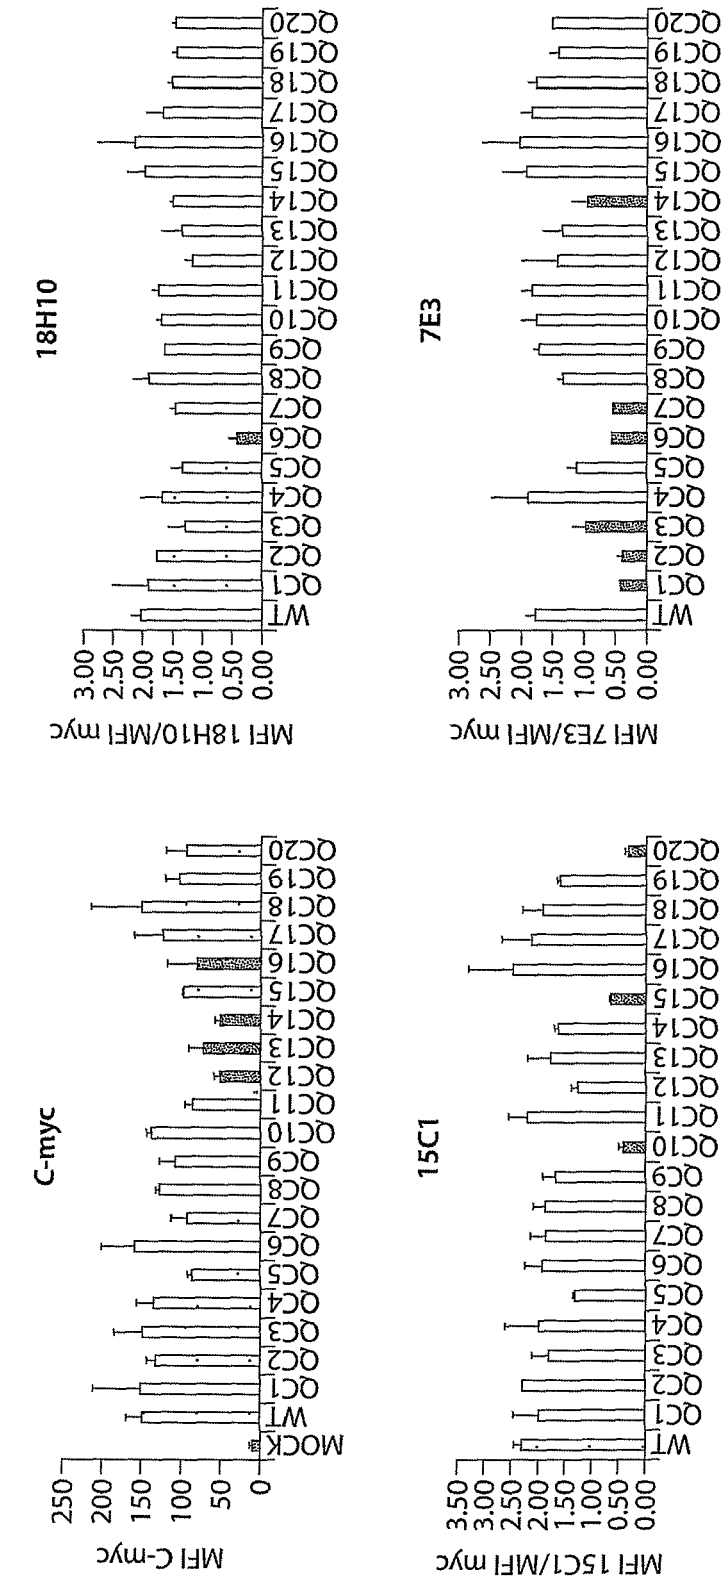 C-myc
MFI C-myc
250
200
150
100
50
0
MOCK
WT
QC1
QC2
QC3
QC4
QC5
QC6
QC7
QC8
QC9
QC10
QC11
QC12
QC13
QC14
QC15
QC16
QC17
QC18
QC19
QC20
18H10
MFI 18H10/MFI myc
3.00
2.50
2.00
1.50
1.00
0.50
0.00
WT
QC1
QC2
QC3
QC4
QC5
QC6
QC7
QC8
QC9
QC10
QC11
QC12
QC13
QC14
QC15
QC16
QC17
QC18
QC19
QC20
15C1
MFI 15C1/MFI myc
3.50
3.00
2.50
2.00
1.50
1.00
0.50
0.00
WT
QC1
QC2
QC3
QC4
QC5
QC6
QC7
QC8
QC9
QC10
QC11
QC12
QC13
QC14
QC15
QC16
QC17
QC18
QC19
QC20
7E3
MFI 7E3/MFI myc
3.00
2.50
2.00
1.50
1.00
0.50
0.00
WT
QC1
QC2
QC3
QC4
QC5
QC6
QC7
QC8
QC9
QC10
QC11
QC12
QC13
QC14
QC15
QC16
QC17
QC18
QC19
QC20